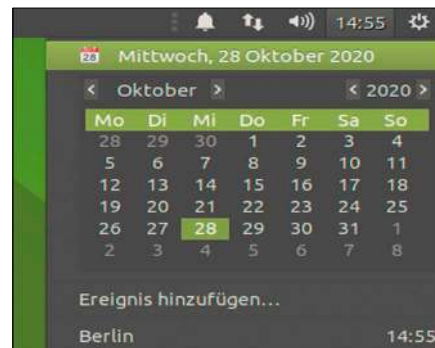 14:55
28 Mittwoch, 28 Oktober 2020
< Oktober > < 2020 >
Mo Di Mi Do Fr Sa So
28 29 30 1 2 3 4
5 6 7 8 9 10 11
12 13 14 15 16 17 18
19 20 21 22 23 24 25
26 27 28 29 30 31 1
2 3 4 5 6 7 8
Ereignis hinzufügen...
Berlin 14:55